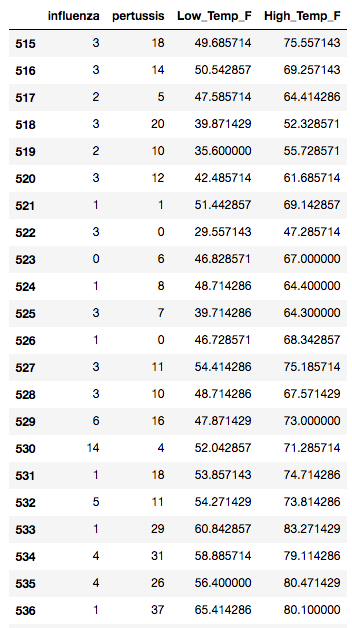 influenza pertussis Low_Temp_F High_Temp_F
515 3 18 49.685714 75.557143
516 3 14 50.542857 69.257143
517 2 5 47.585714 64.414286
518 3 20 39.871429 52.328571
519 2 10 35.600000 55.728571
520 3 12 42.485714 61.685714
521 1 1 51.442857 69.142857
522 3 0 29.557143 47.285714
523 0 6 46.828571 67.000000
524 1 8 48.714286 64.400000
525 3 7 39.714286 64.300000
526 1 0 46.728571 68.342857
527 3 11 54.414286 75.185714
528 3 10 48.714286 67.571429
529 6 16 47.871429 73.000000
530 14 4 52.042857 71.285714
531 1 18 53.857143 74.714286
532 5 11 54.271429 73.814286
533 1 29 60.842857 83.271429
534 4 31 58.885714 79.114286
535 4 26 56.400000 80.471429
536 1 37 65.414286 80.100000